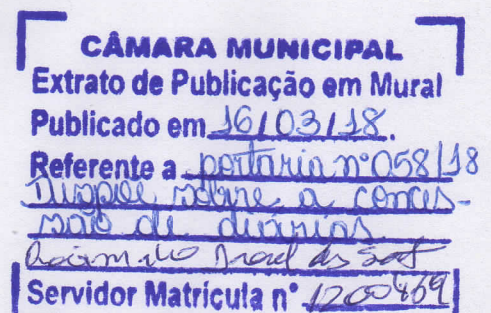 CÂMARA MUNICIPAL
Extrato de Publicação em Mural
Publicado em 16/03/18.
Referente a portaria nº 058/18
Dispõe sobre a conces-
são de diárias
Servidor Matrícula nº 1200469